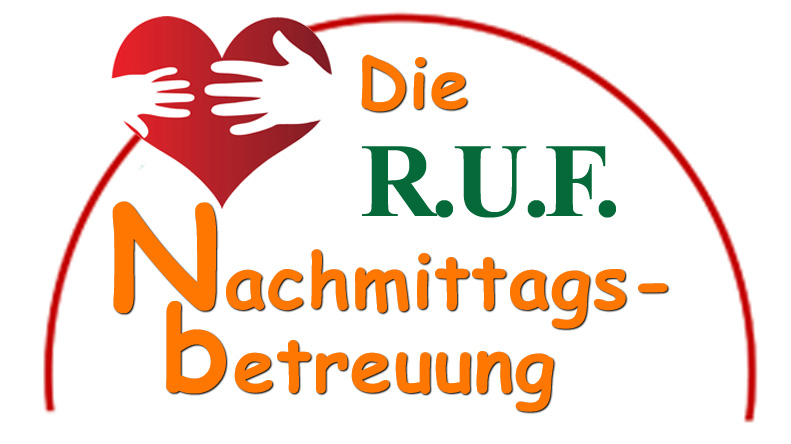 Die
R.U.F.
Nachmittags-
betreuung